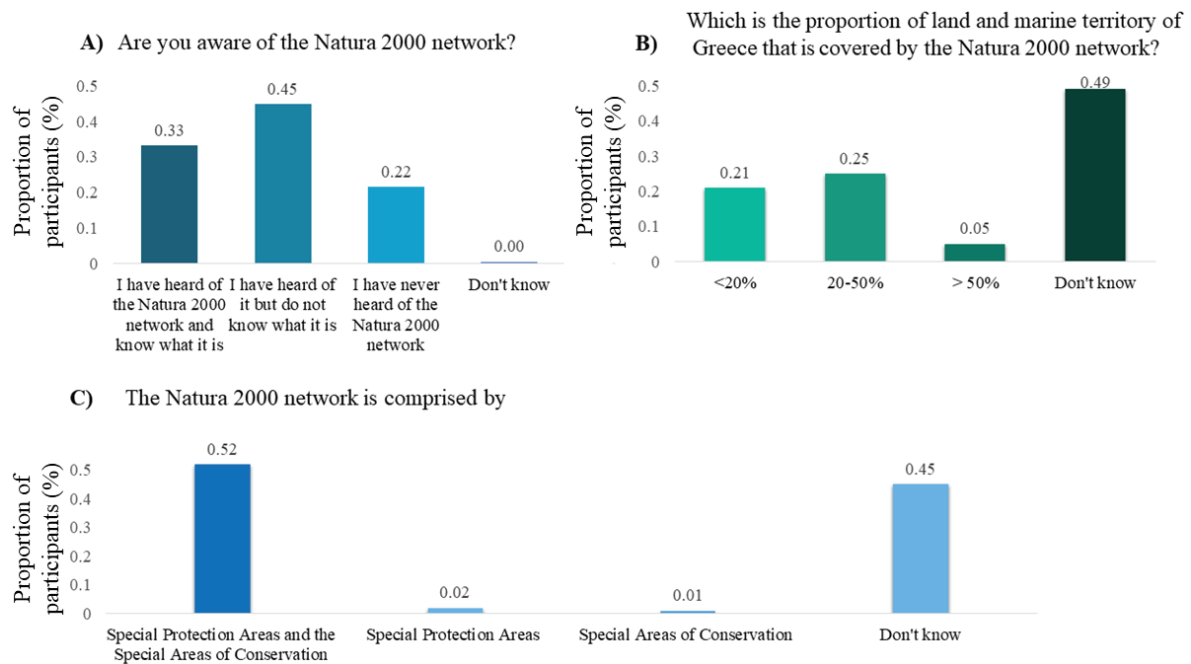 A) Are you aware of the Natura 2000 network?
Proportion of
participants (%)
0.5
0.4
0.3
0.2
0.1
0
0.33
0.45
0.22
0.00
I have heard of
the Natura 2000
network and
know what it is
I have heard of
it but do not
know what it is
I have never
heard of the
Natura 2000
network
Don't know
B)
Which is the proportion of land and marine territory of
Greece that is covered by the Natura 2000 network?
Proportion of
participants (%)
0.5
0.4
0.3
0.2
0.1
0
0.21
0.25
0.05
0.49
<20%
20-50%
> 50%
Don't know
C) The Natura 2000 network is comprised by
Proportion of
participants (%)
0.5
0.4
0.3
0.2
0.1
0
0.52
0.02
0.01
0.45
Special Protection Areas and the
Special Areas of Conservation
Special Protection Areas
Special Areas of Conservation
Don't know